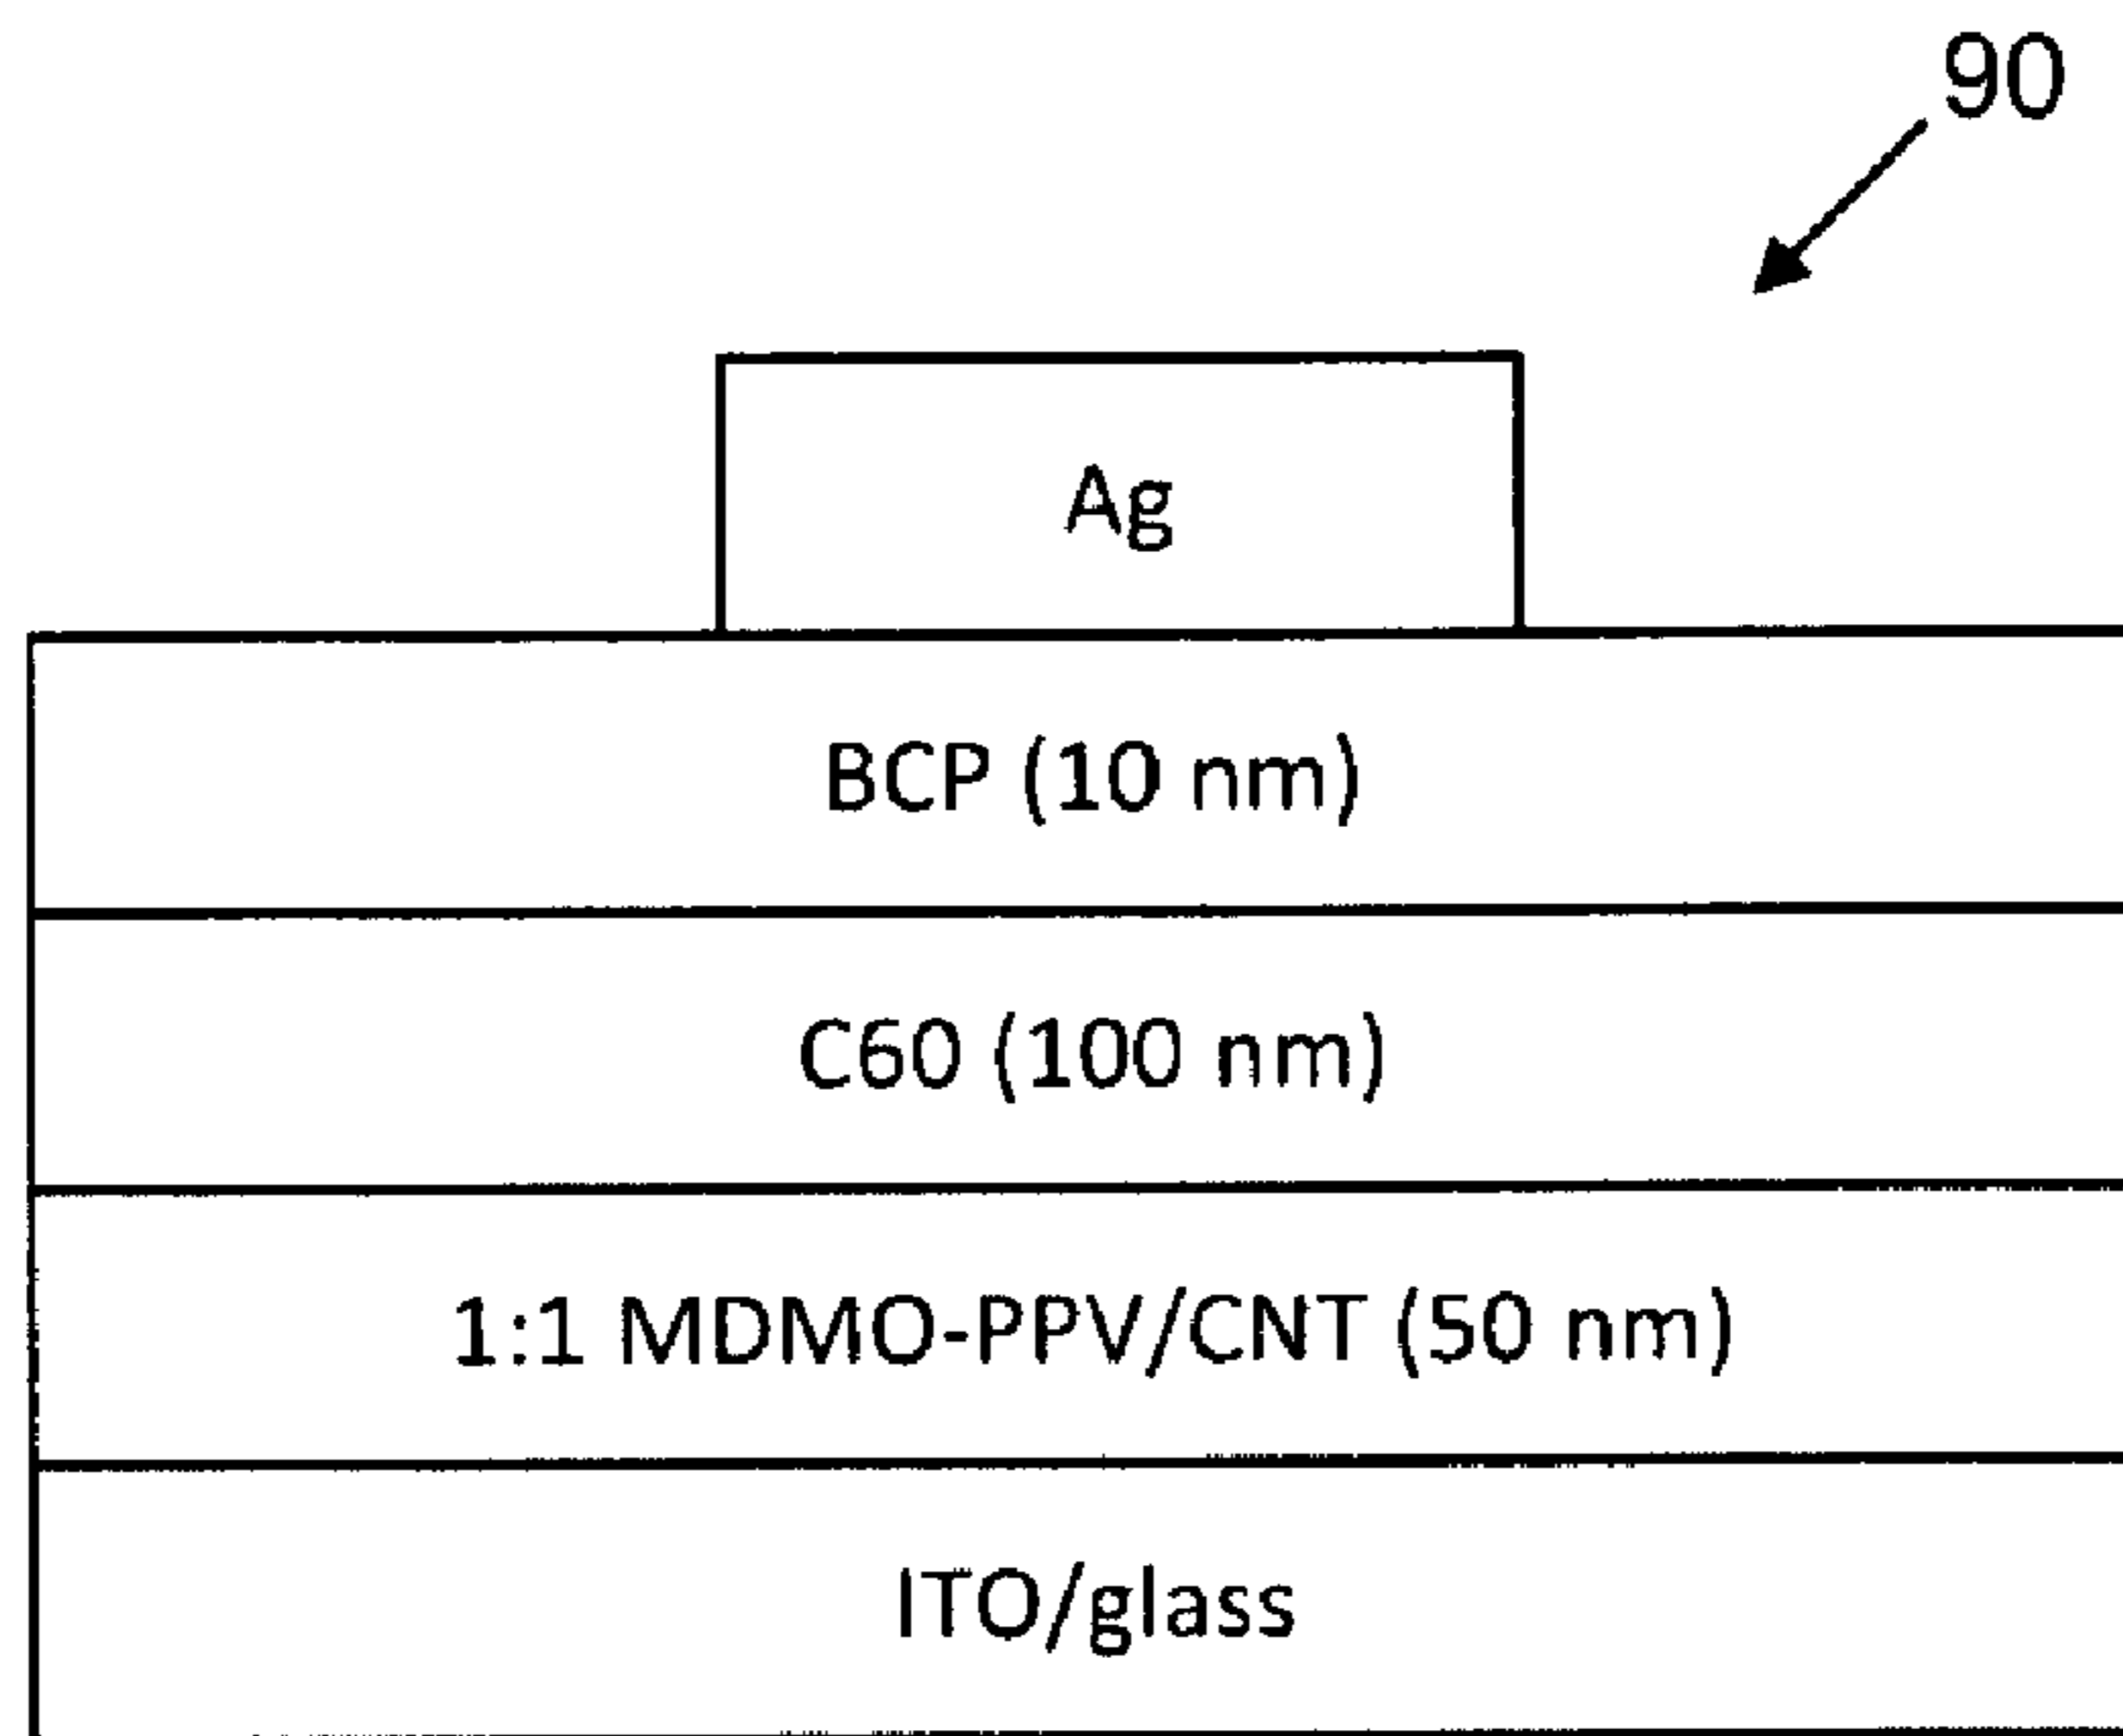 90
Ag
BCP (10 nm)
C60 (100 nm)
1:1 MDMO-PPV/CNT (50 nm)
ITO/glass